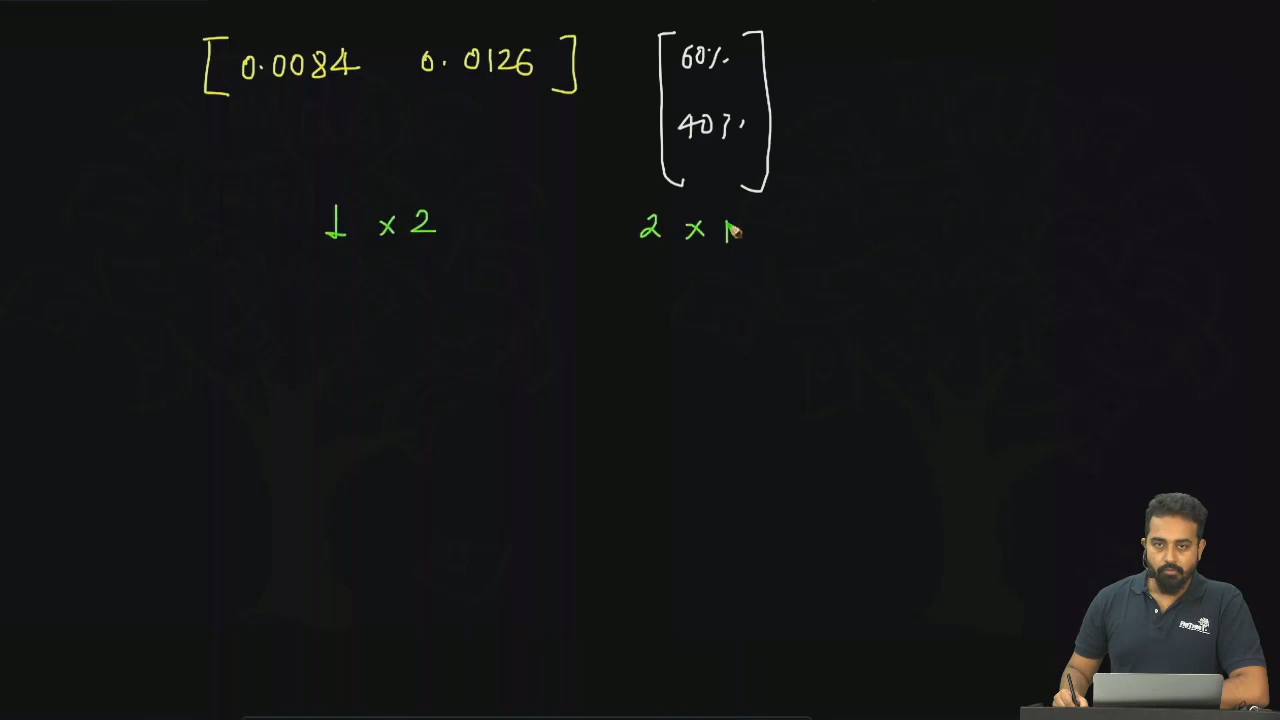 [ 0.0084 0.0126 ] [ 60%
40% ]
1 × 2 2 × 1